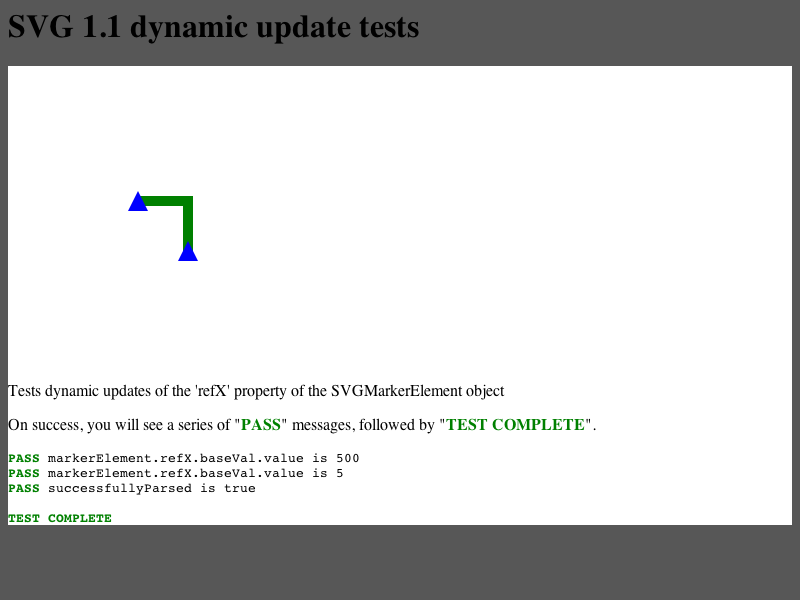 SVG 1.1 dynamic update tests
Tests dynamic updates of the 'refX' property of the SVGMarkerElement object
On success, you will see a series of "PASS" messages, followed by "TEST COMPLETE".
PASS markerElement.refX.baseVal.value is 500
PASS markerElement.refX.baseVal.value is 5
PASS successfullyParsed is true
TEST COMPLETE